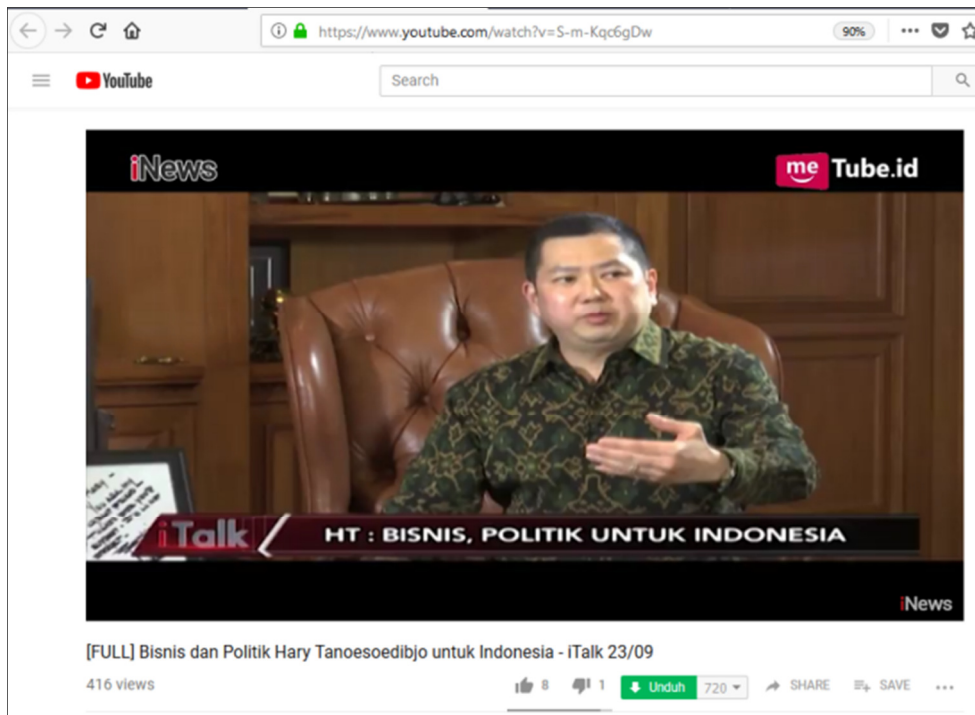 https://www.youtube.com/watch?v=S-m-Kqc6gDw
90%
YouTube
Search
iNews
me Tube.id
iTalk
HT : BISNIS, POLITIK UNTUK INDONESIA
iNews
[FULL] Bisnis dan Politik Hary Tanoesoedibjo untuk Indonesia - iTalk 23/09
416 views
8
1
Unduh
720
SHARE
SAVE